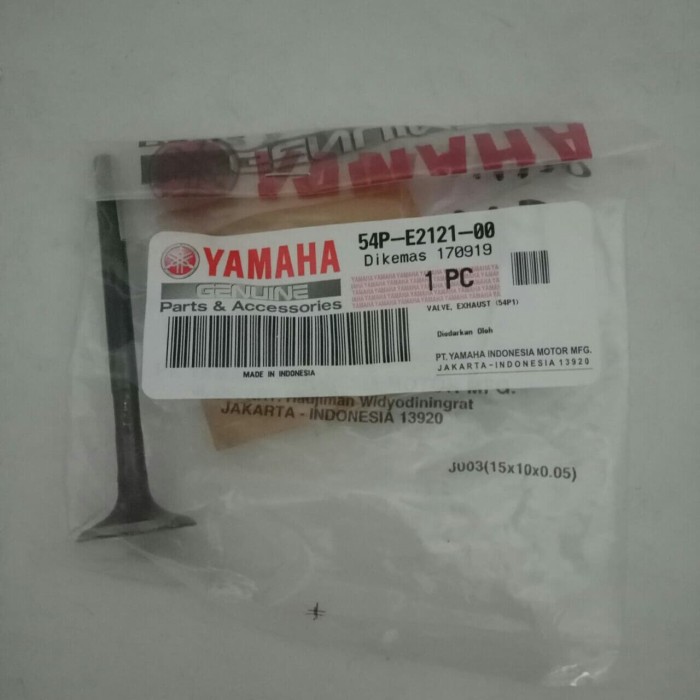 YAMAHA
GENUINE
Parts & Accessories
54P-E2121-00
Dikemas 170919
1 PC
VALVE, EXHAUST (54P1)
Diedarkan Oleh
PT. YAMAHA INDONESIA MOTOR MFG.
JAKARTA-INDONESIA 13920
MADE IN INDONESIA
Widyodiningrat
JAKARTA - INDONESIA 13920
J003(15x10x0.05)
YAMAHA